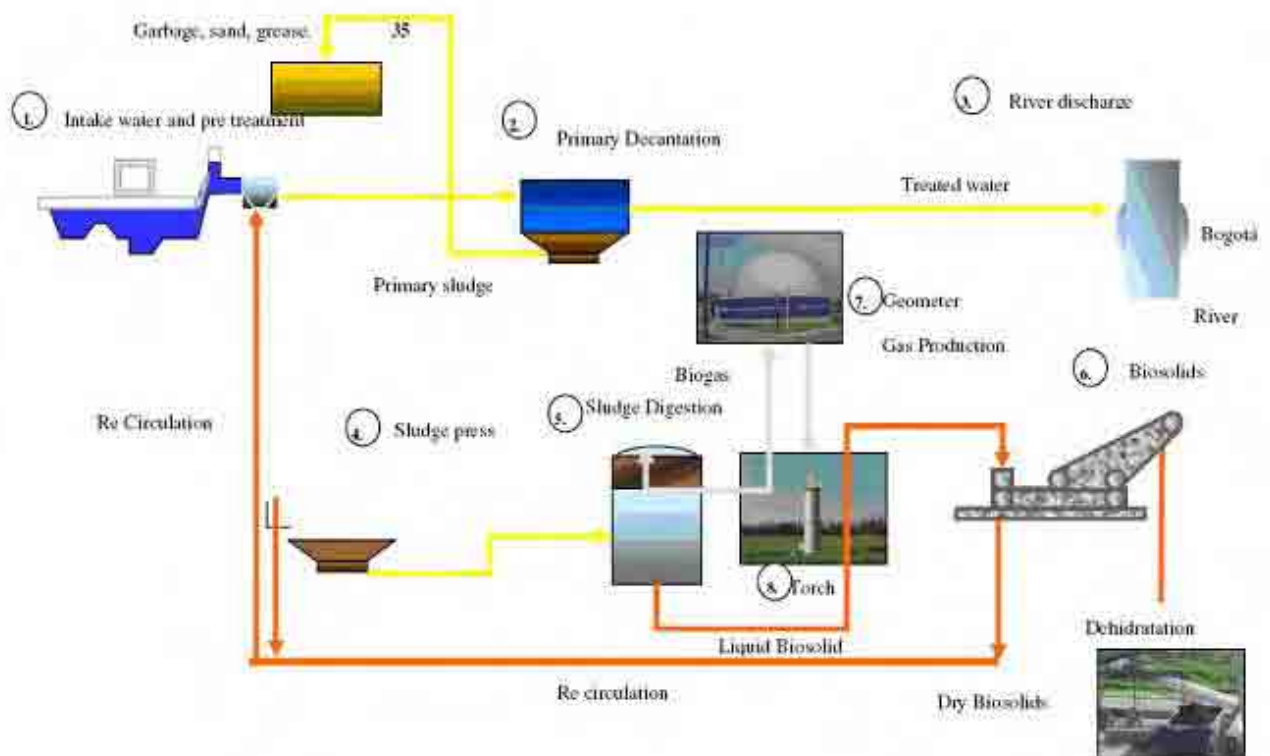 Garbage, sand, grease.
35
1. Intake water and pre treatment
2. Primary Decantation
3. River discharge
Treated water
Bogotá
River
Primary sludge
7. Geometer
Gas Production
Biogas
6. Biosolids
Re Circulation
4. Sludge press
5. Sludge Digestion
8. Torch
Liquid Biosolid
Dehidratation
Re circulation
Dry Biosolids